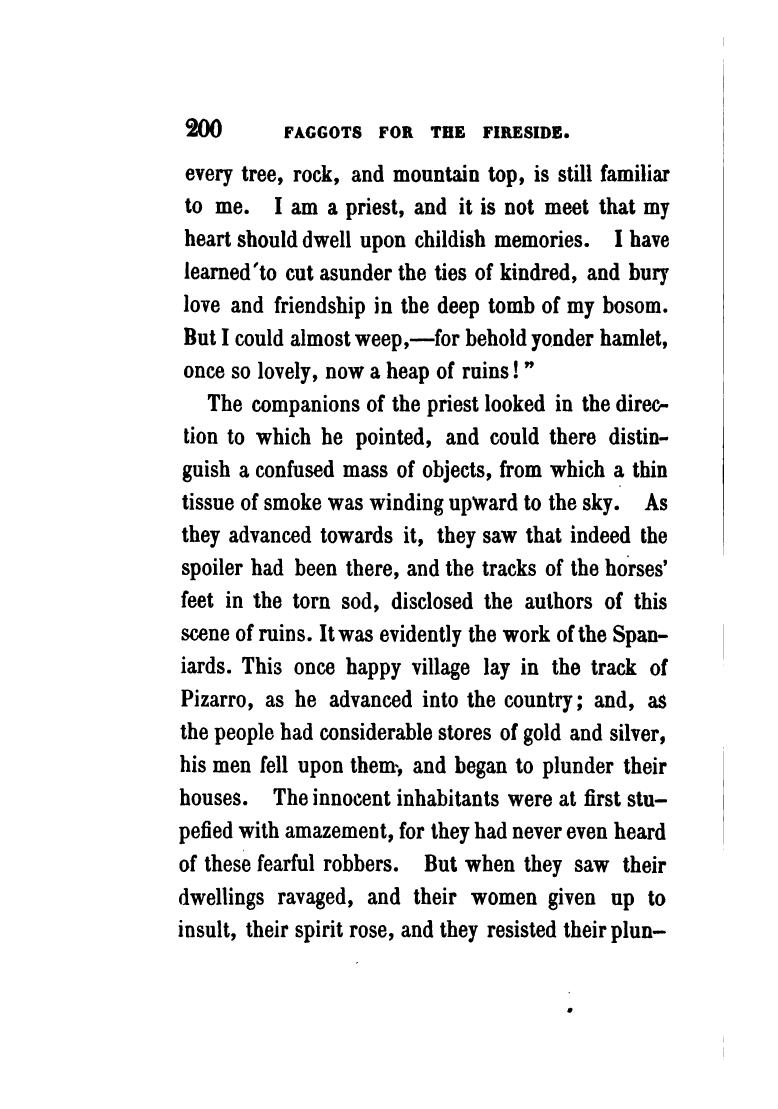 200 FAGGOTS FOR THE FIRESIDE.
every tree, rock, and mountain top, is still familiar
to me. I am a priest, and it is not meet that my
heart should dwell upon childish memories. I have
learned to cut asunder the ties of kindred, and bury
love and friendship in the deep tomb of my bosom.
But I could almost weep,—for behold yonder hamlet,
once so lovely, now a heap of ruins!”
The companions of the priest looked in the direc-
tion to which he pointed, and could there distin-
guish a confused mass of objects, from which a thin
tissue of smoke was winding upward to the sky. As
they advanced towards it, they saw that indeed the
spoiler had been there, and the tracks of the horses’
feet in the torn sod, disclosed the authors of this
scene of ruins. It was evidently the work of the Span-
iards. This once happy village lay in the track of
Pizarro, as he advanced into the country; and, as
the people had considerable stores of gold and silver,
his men fell upon them, and began to plunder their
houses. The innocent inhabitants were at first stu-
pefied with amazement, for they had never even heard
of these fearful robbers. But when they saw their
dwellings ravaged, and their women given up to
insult, their spirit rose, and they resisted their plun-